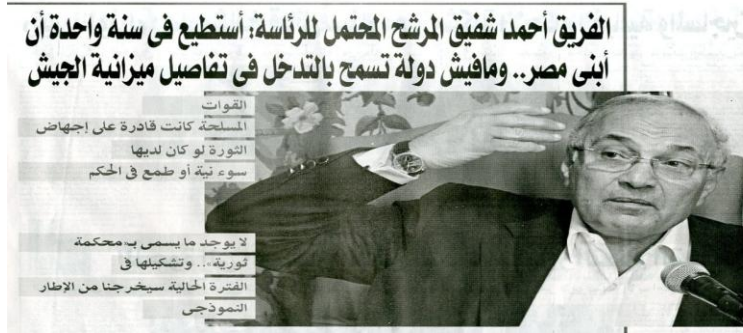 الفريق أحمد شفيق المرشح المحتمل للرئاسة: أستطيع فى سنة واحدة أن
أبنى مصر.. ومافيش دولة تسمح بالتدخل فى تفاصيل ميزانية الجيش
القوات
المسلحة كانت قادرة على إجهاض
الثورة لو كان لديها
سوء نية أو طمع فى الحكم
لا يوجد ما يسمى بـ«محكمة
ثورية».. وتشكيلها فى
الفترة الحالية سيخرجنا من الإطار
النموذجى